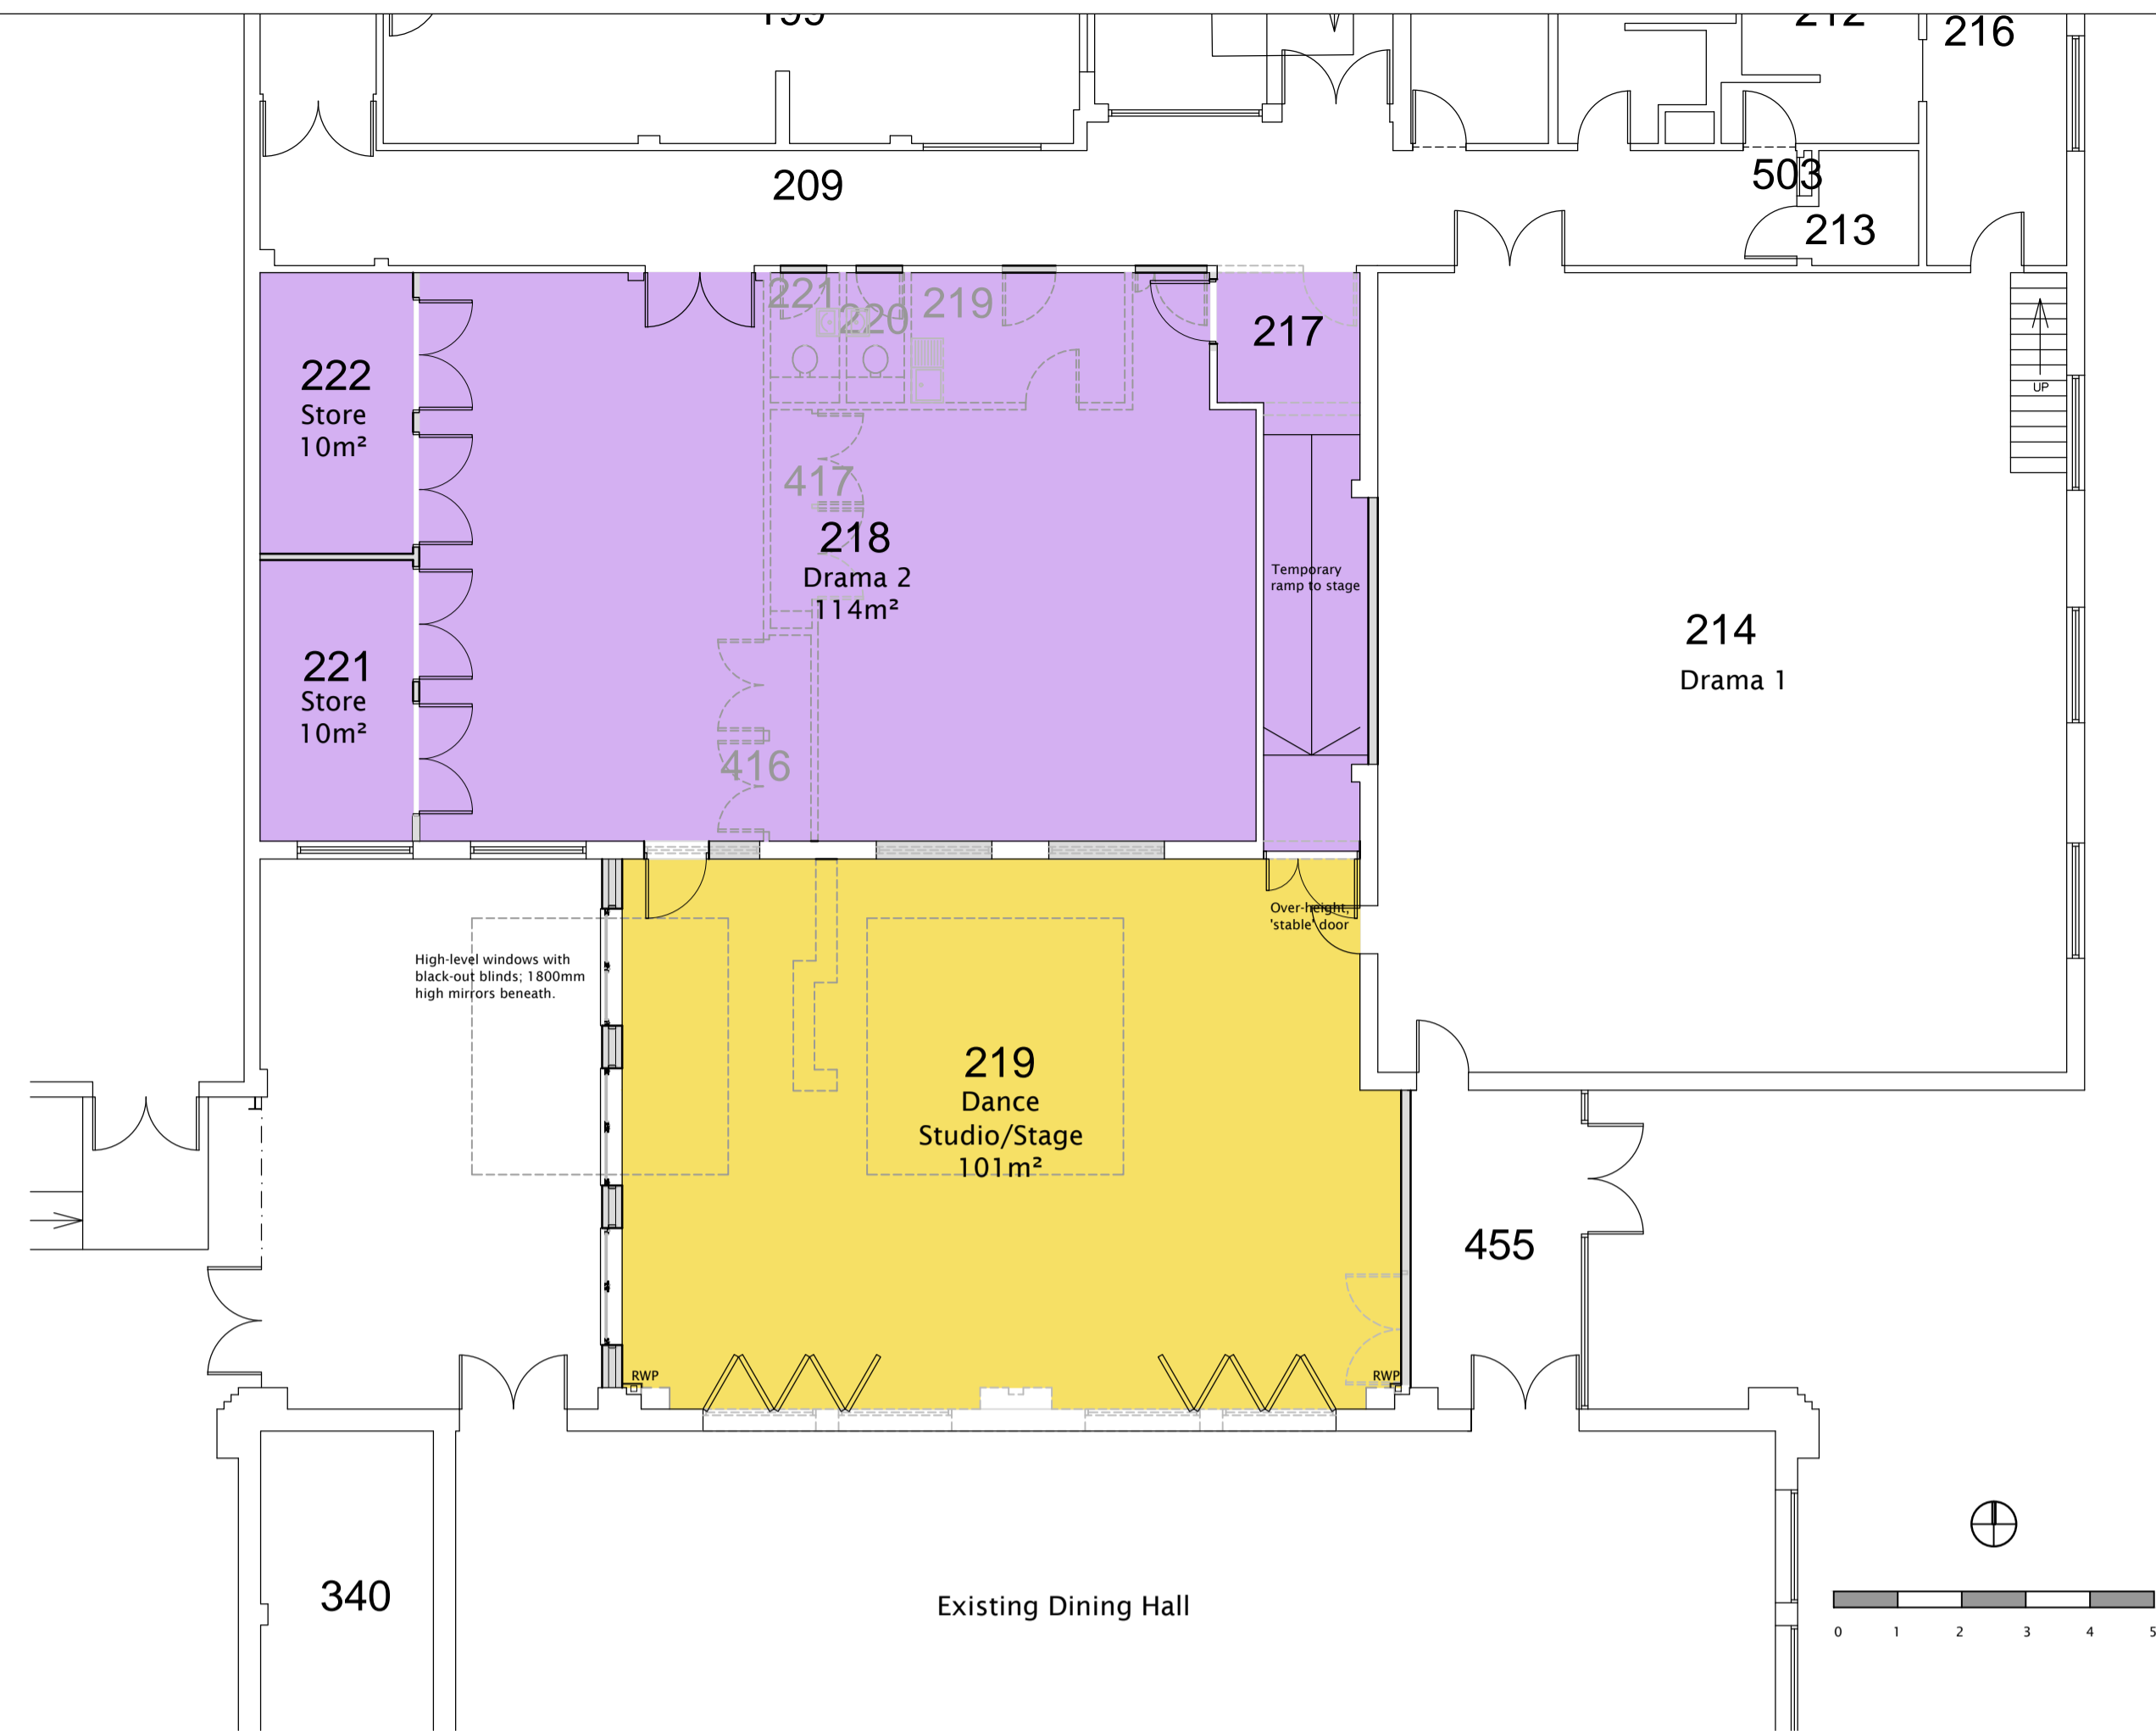 199
212
216
209
503
213
221
220
219
217
222
Store
10m²
UP
417
218
Drama 2
114m²
Temporary
ramp to stage
214
Drama 1
221
Store
10m²
416
Over-height,
'stable' door
High-level windows with
black-out blinds; 1800mm
high mirrors beneath.
219
Dance
Studio/Stage
101m²
455
RWP
RWP
340
Existing Dining Hall
0 1 2 3 4 5